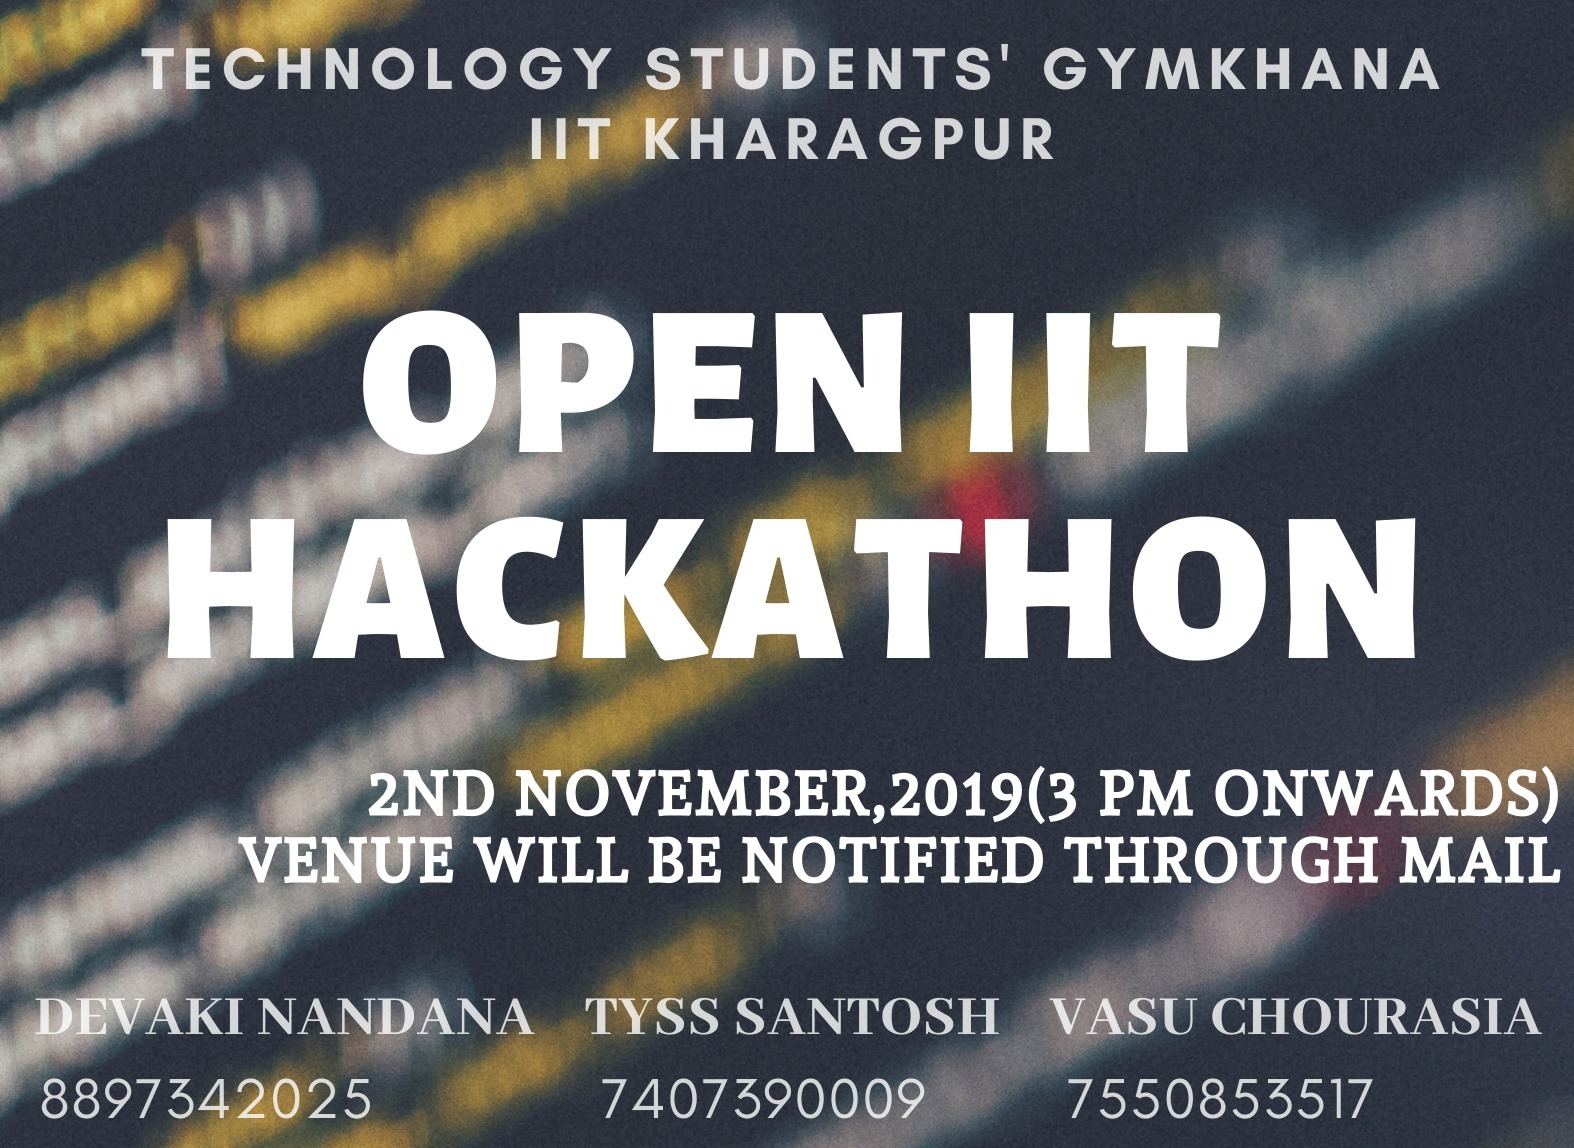 TECHNOLOGY STUDENTS' GYMKHANA
IIT KHARAGPUR
OPEN IIT
HACKATHON
2ND NOVEMBER,2019(3 PM ONWARDS)
VENUE WILL BE NOTIFIED THROUGH MAIL
DEVAKI NANDANA TYSS SANTOSH VASU CHOURASIA
8897342025 7407390009 7550853517